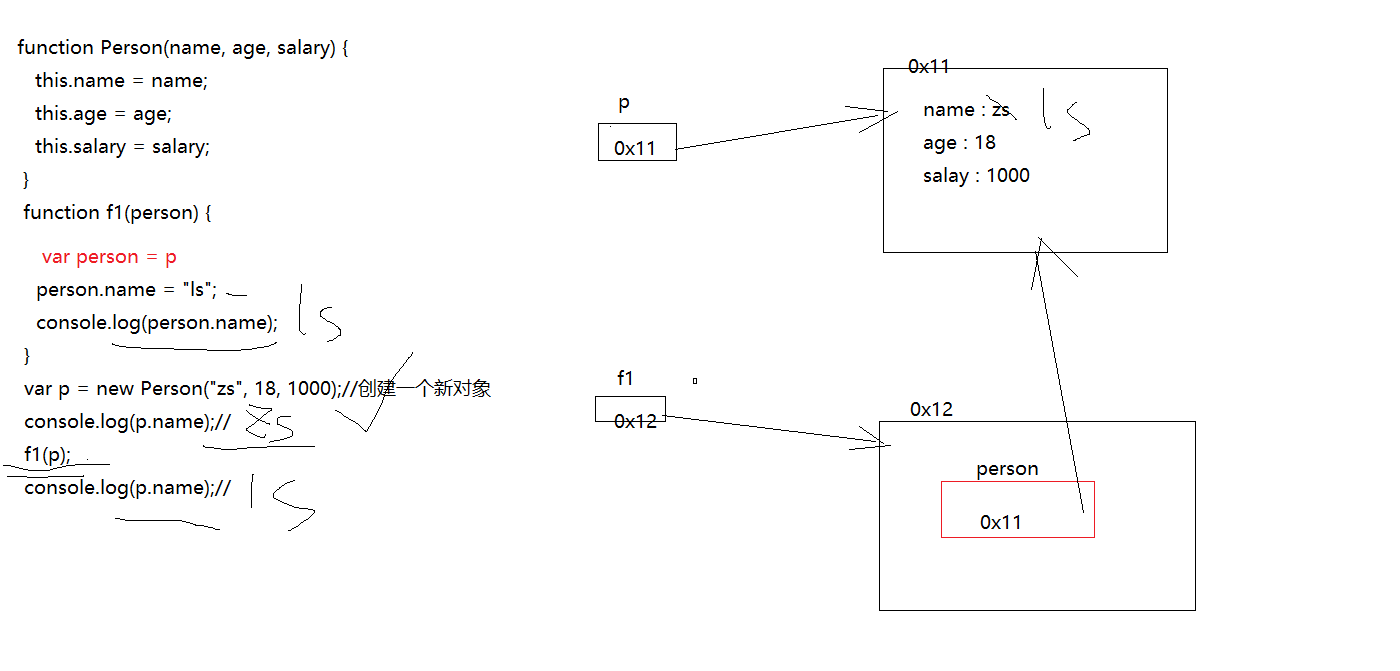 function Person(name, age, salary) {
this.name = name;
this.age = age;
this.salary = salary;
}
function f1(person) {
var person = p
person.name = "ls";
console.log(person.name); ls
}
var p = new Person("zs", 18, 1000);//创建一个新对象
console.log(p.name);// zs
f1(p);
console.log(p.name);// ls
p
0x11
0x11
name : zs ls
age : 18
salay : 1000
f1
0x12
0x12
person
0x11